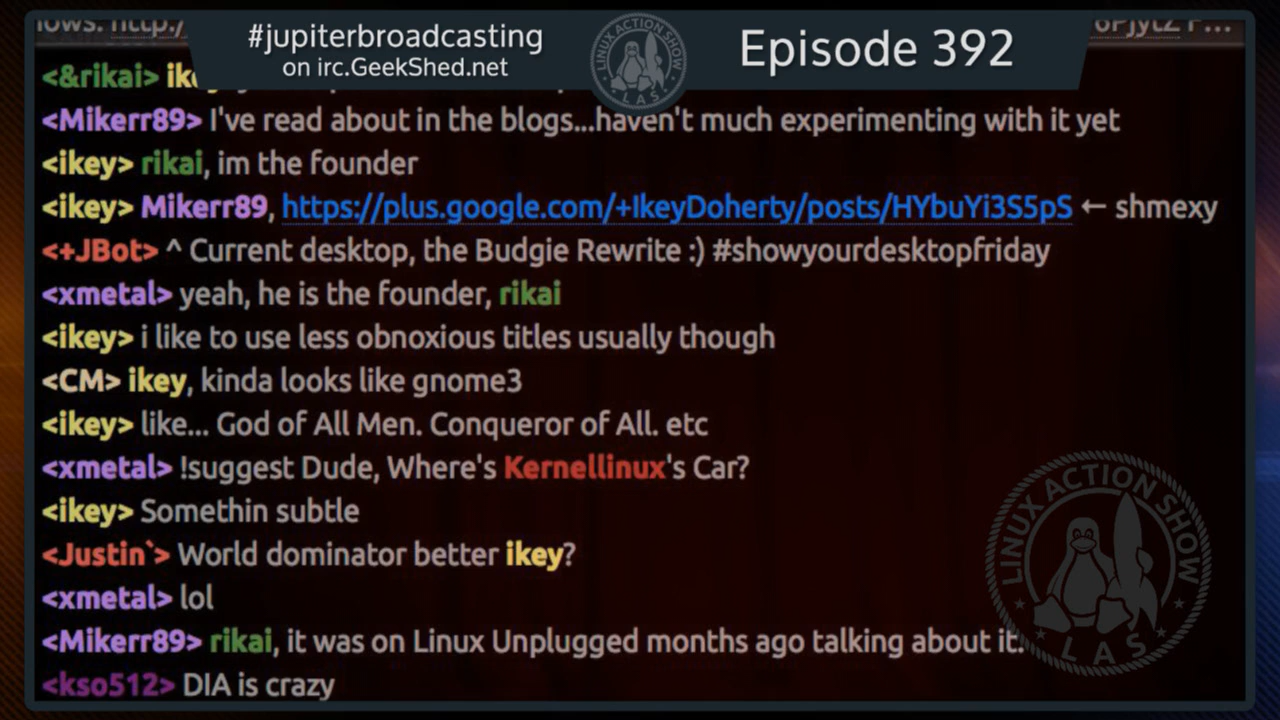 #jupiterbroadcasting
on irc.GeekShed.net
LINUX ACTION SHOW
LAS
Episode 392
<&rikai>
<Mikerr89> I've read about in the blogs...haven't much experimenting with it yet
<ikey> rikai, im the founder
<ikey> Mikerr89, https://plus.google.com/+IkeyDoherty/posts/HYbuYi3S5pS ← shmexy
<+JBot> ^ Current desktop, the Budgie Rewrite :) #showyourdesktopfriday
<xmetal> yeah, he is the founder, rikai
<ikey> i like to use less obnoxious titles usually though
<CM> ikey, kinda looks like gnome3
<ikey> like... God of All Men. Conqueror of All. etc
<xmetal> !suggest Dude, Where's Kernellinux's Car?
<ikey> Somethin subtle
<Justin`> World dominator better ikey?
<xmetal> lol
<Mikerr89> rikai, it was on Linux Unplugged months ago talking about it.
<kso512> DIA is crazy
LINUX ACTION SHOW
LAS